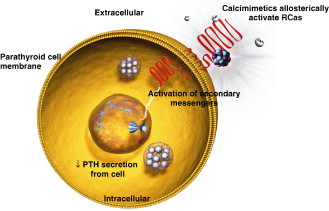 Extracellular
Calcimimetics allosterically
activate RCas
Parathyroid cell
membrane
Activation of secondary
messengers
↓ PTH secretion
from cell
Intracellular